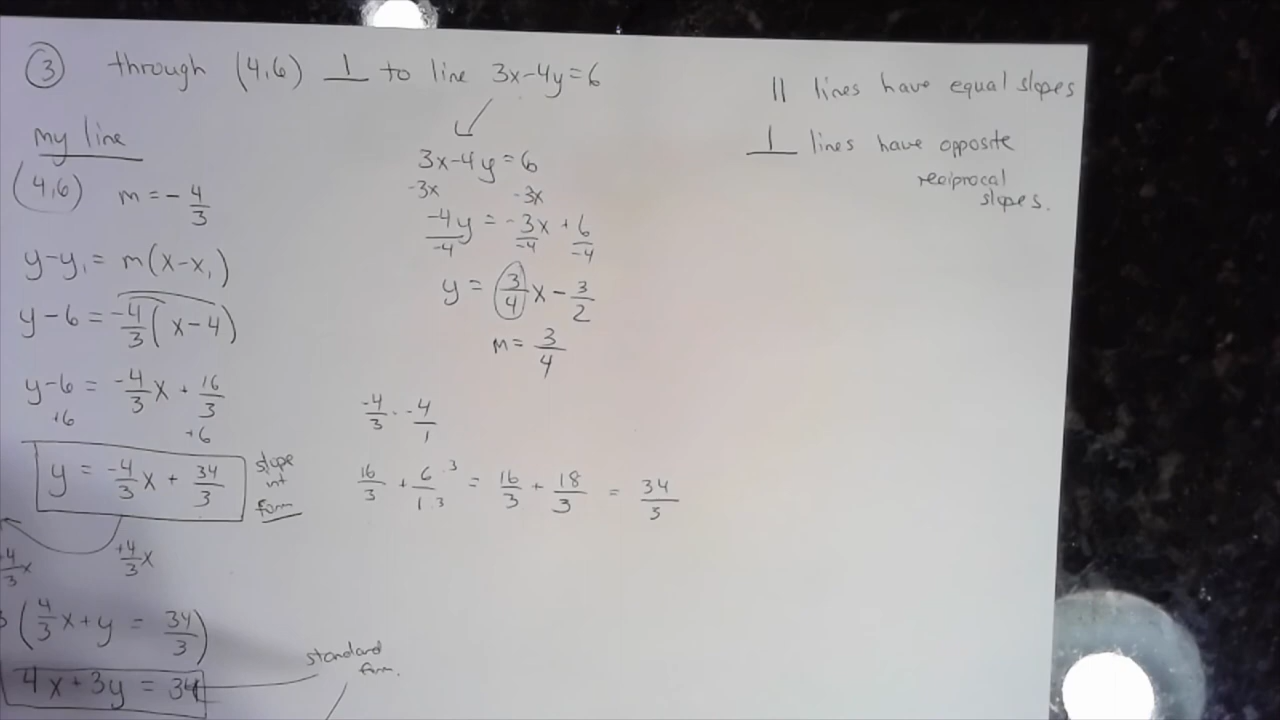 ③ through (4,6) ⊥ to line 3x-4y=6
|| lines have equal slopes
⊥ lines have opposite
reciprocal
slopes.
my line
(4,6) m = -4/3
y-y₁ = m(x-x₁)
y-6 = -4/3(x-4)
y-6 = -4/3x + 16/3
+6 +6
y = -4/3x + 34/3
slope
int
form
+4/3x
(4/3x+y = 34/3)
4x+3y = 34
standard
form.
3x-4y=6
-3x -3x
-4y/-4 = -3x/-4 + 6/-4
y = 3/4x - 3/2
m = 3/4
-4/3 · -4/1
16/3 + 6·3/1·3 = 16/3 + 18/3 = 34/3